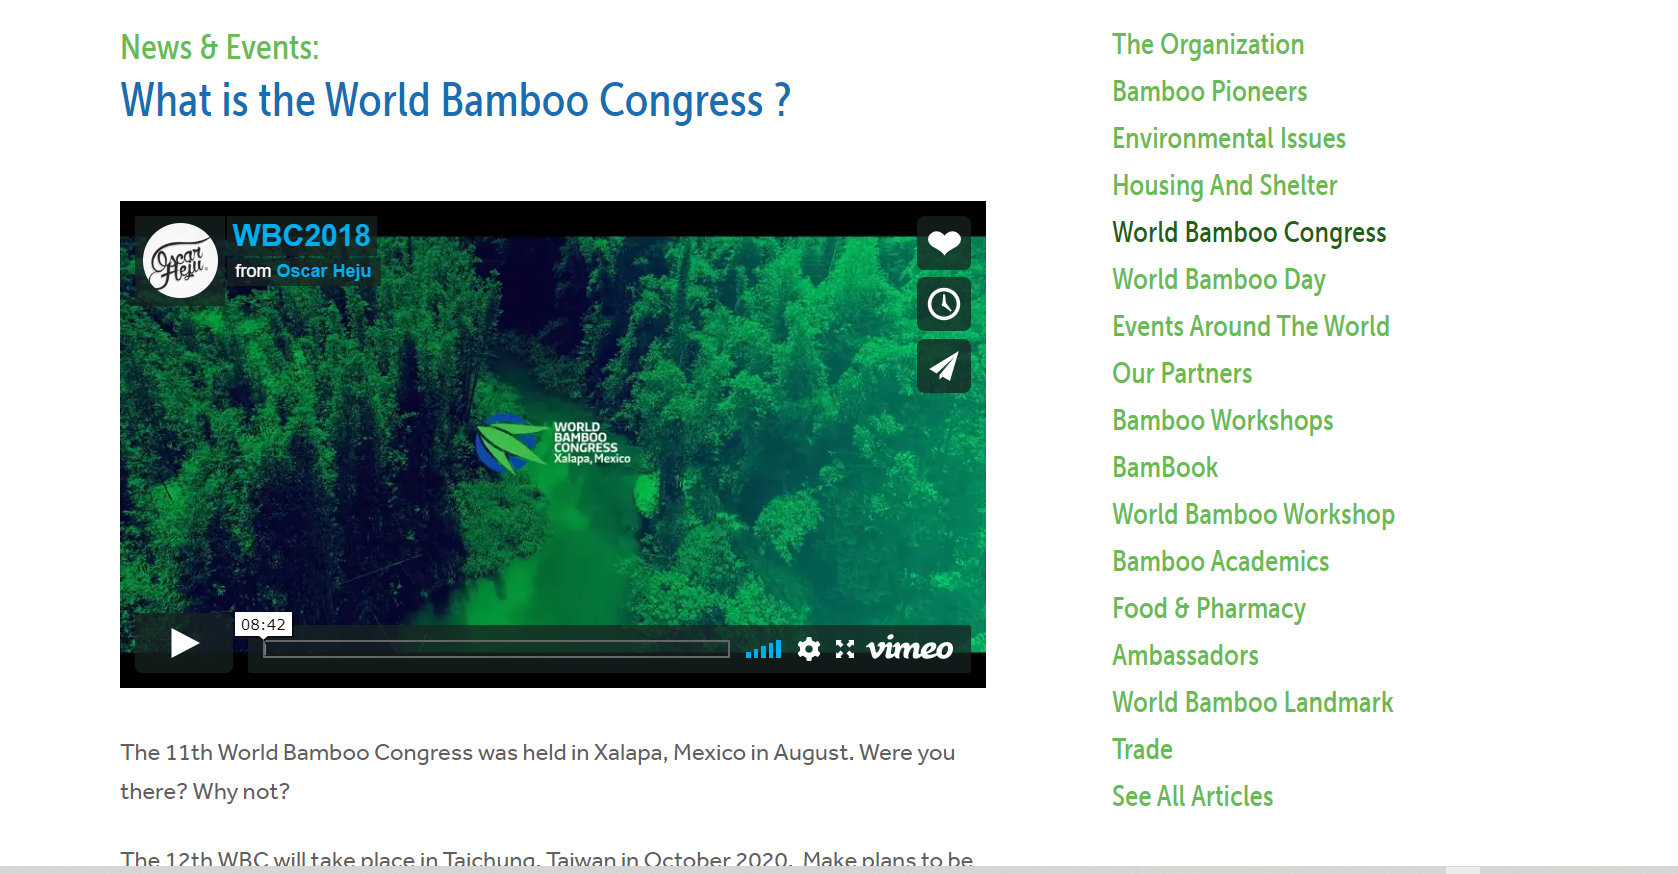 News & Events:
What is the World Bamboo Congress ?
Oscar
Heju
WBC2018
from Oscar Heju
WORLD
BAMBOO
CONGRESS
Xalapa, Mexico
08:42
vimeo
The 11th World Bamboo Congress was held in Xalapa, Mexico in August. Were you
there? Why not?
The 12th WBC will take place in Taichung, Taiwan in October 2020. Make plans to be
The Organization
Bamboo Pioneers
Environmental Issues
Housing And Shelter
World Bamboo Congress
World Bamboo Day
Events Around The World
Our Partners
Bamboo Workshops
BamBook
World Bamboo Workshop
Bamboo Academics
Food & Pharmacy
Ambassadors
World Bamboo Landmark
Trade
See All Articles